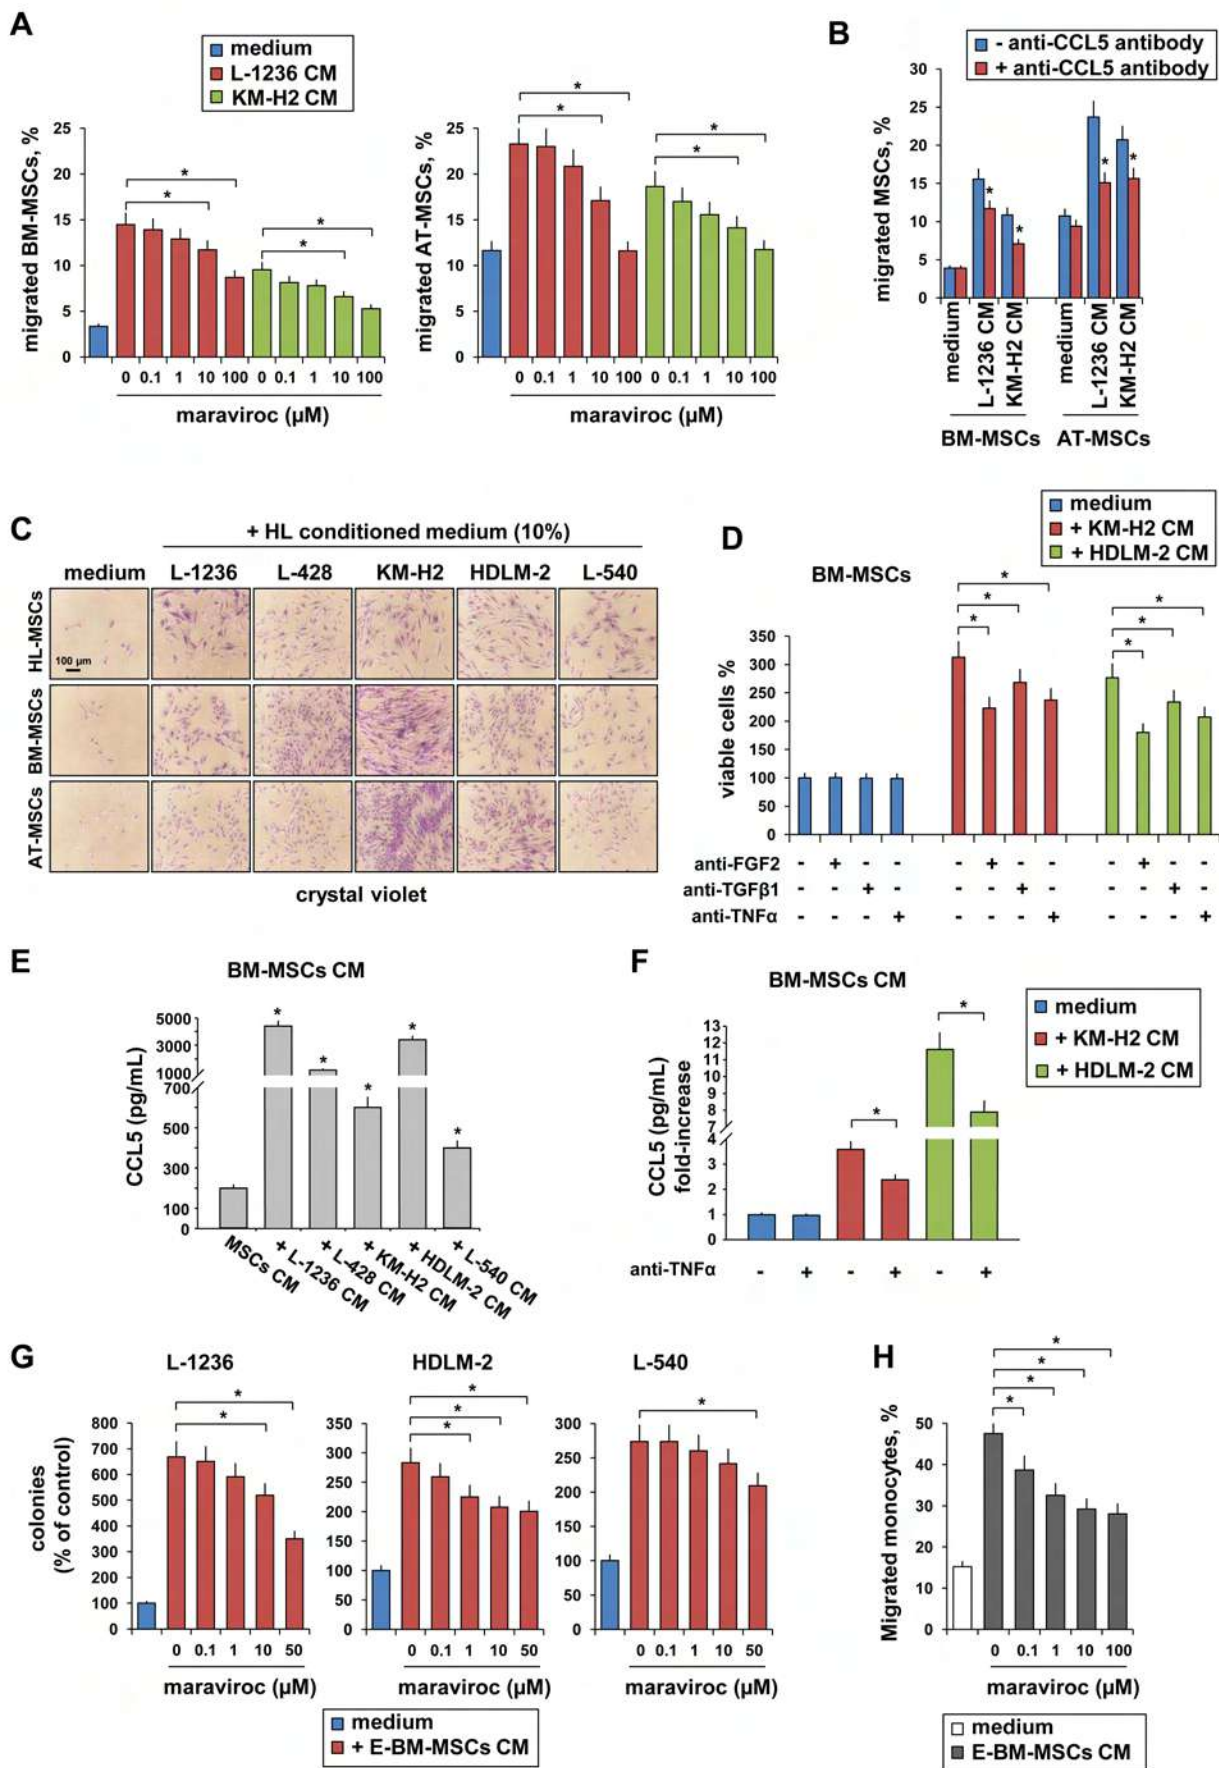 A
medium
L-1236 CM
KM-H2 CM
migrated BM-MSCs, %
25
20
15
10
5
0
* * * *
0 0.1 1 10 100 0 0.1 1 10 100
maraviroc (µM)
migrated AT-MSCs, %
25
20
15
10
5
0
* * * *
0 0.1 1 10 100 0 0.1 1 10 100
maraviroc (µM)
B
- anti-CCL5 antibody
+ anti-CCL5 antibody
migrated MSCs, %
30
25
20
15
10
5
0
* * * *
medium
L-1236 CM
KM-H2 CM
medium
L-1236 CM
KM-H2 CM
BM-MSCs AT-MSCs
C
+ HL conditioned medium (10%)
medium L-1236 L-428 KM-H2 HDLM-2 L-540
HL-MSCs
100 µm
BM-MSCs
AT-MSCs
crystal violet
D
medium
+ KM-H2 CM
+ HDLM-2 CM
BM-MSCs
viable cells %
350
300
250
200
150
100
50
0
* * * * * *
anti-FGF2 - + - - - + - - - + - -
anti-TGFβ1 - - + - - - + - - - + -
anti-TNFα - - - + - - - + - - - +
E
BM-MSCs CM
CCL5 (pg/mL)
5000
3000
1000
700
400
200
100
0
* * * * *
MSCs CM
+ L-1236 CM
+ L-428 CM
+ KM-H2 CM
+ HDLM-2 CM
+ L-540 CM
F
BM-MSCs CM
medium
+ KM-H2 CM
+ HDLM-2 CM
CCL5 (pg/mL)
fold-increase
13
12
11
10
9
8
7
4
3
2
1
0
* *
anti-TNFα - + - + - +
G
L-1236 HDLM-2 L-540
colonies
(% of control)
800
700
600
500
400
300
200
100
0
* *
0 0.1 1 10 50
maraviroc (µM)
350
300
250
200
150
100
50
0
* * *
0 0.1 1 10 50
maraviroc (µM)
300
250
200
150
100
50
0
*
0 0.1 1 10 50
maraviroc (µM)
medium
+ E-BM-MSCs CM
H
Migrated monocytes, %
50
40
30
20
10
0
* * * *
0 0.1 1 10 100
maraviroc (µM)
medium
E-BM-MSCs CM